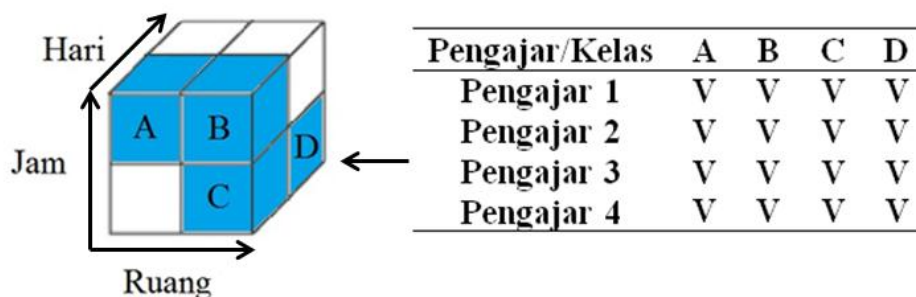 Hari
A B
D
C
Jam
Ruang
Pengajar/Kelas A B C D
Pengajar 1 V V V V
Pengajar 2 V V V V
Pengajar 3 V V V V
Pengajar 4 V V V V